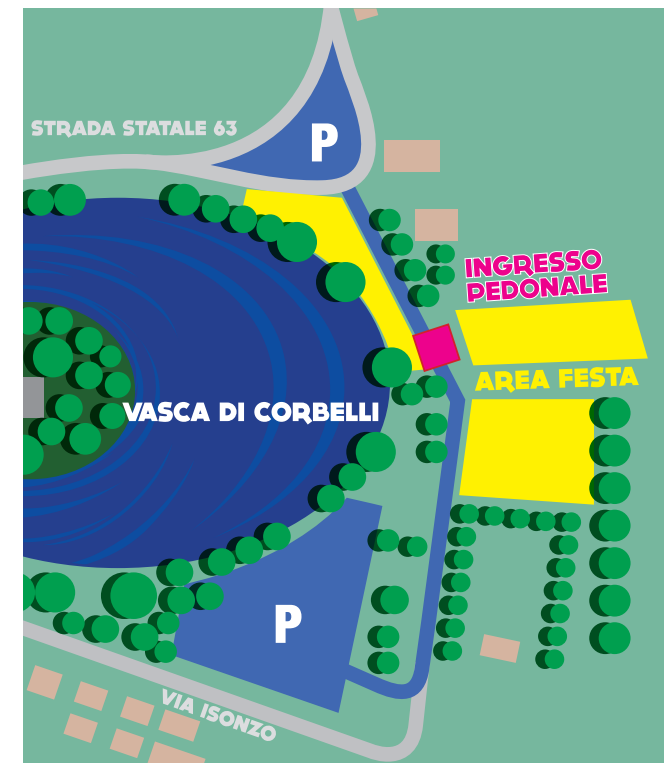 P
STRADA STATALE 63
INGRESSO
PEDONALE
AREA FESTA
VASCA DI CORBELLI
P
VIA ISONZO